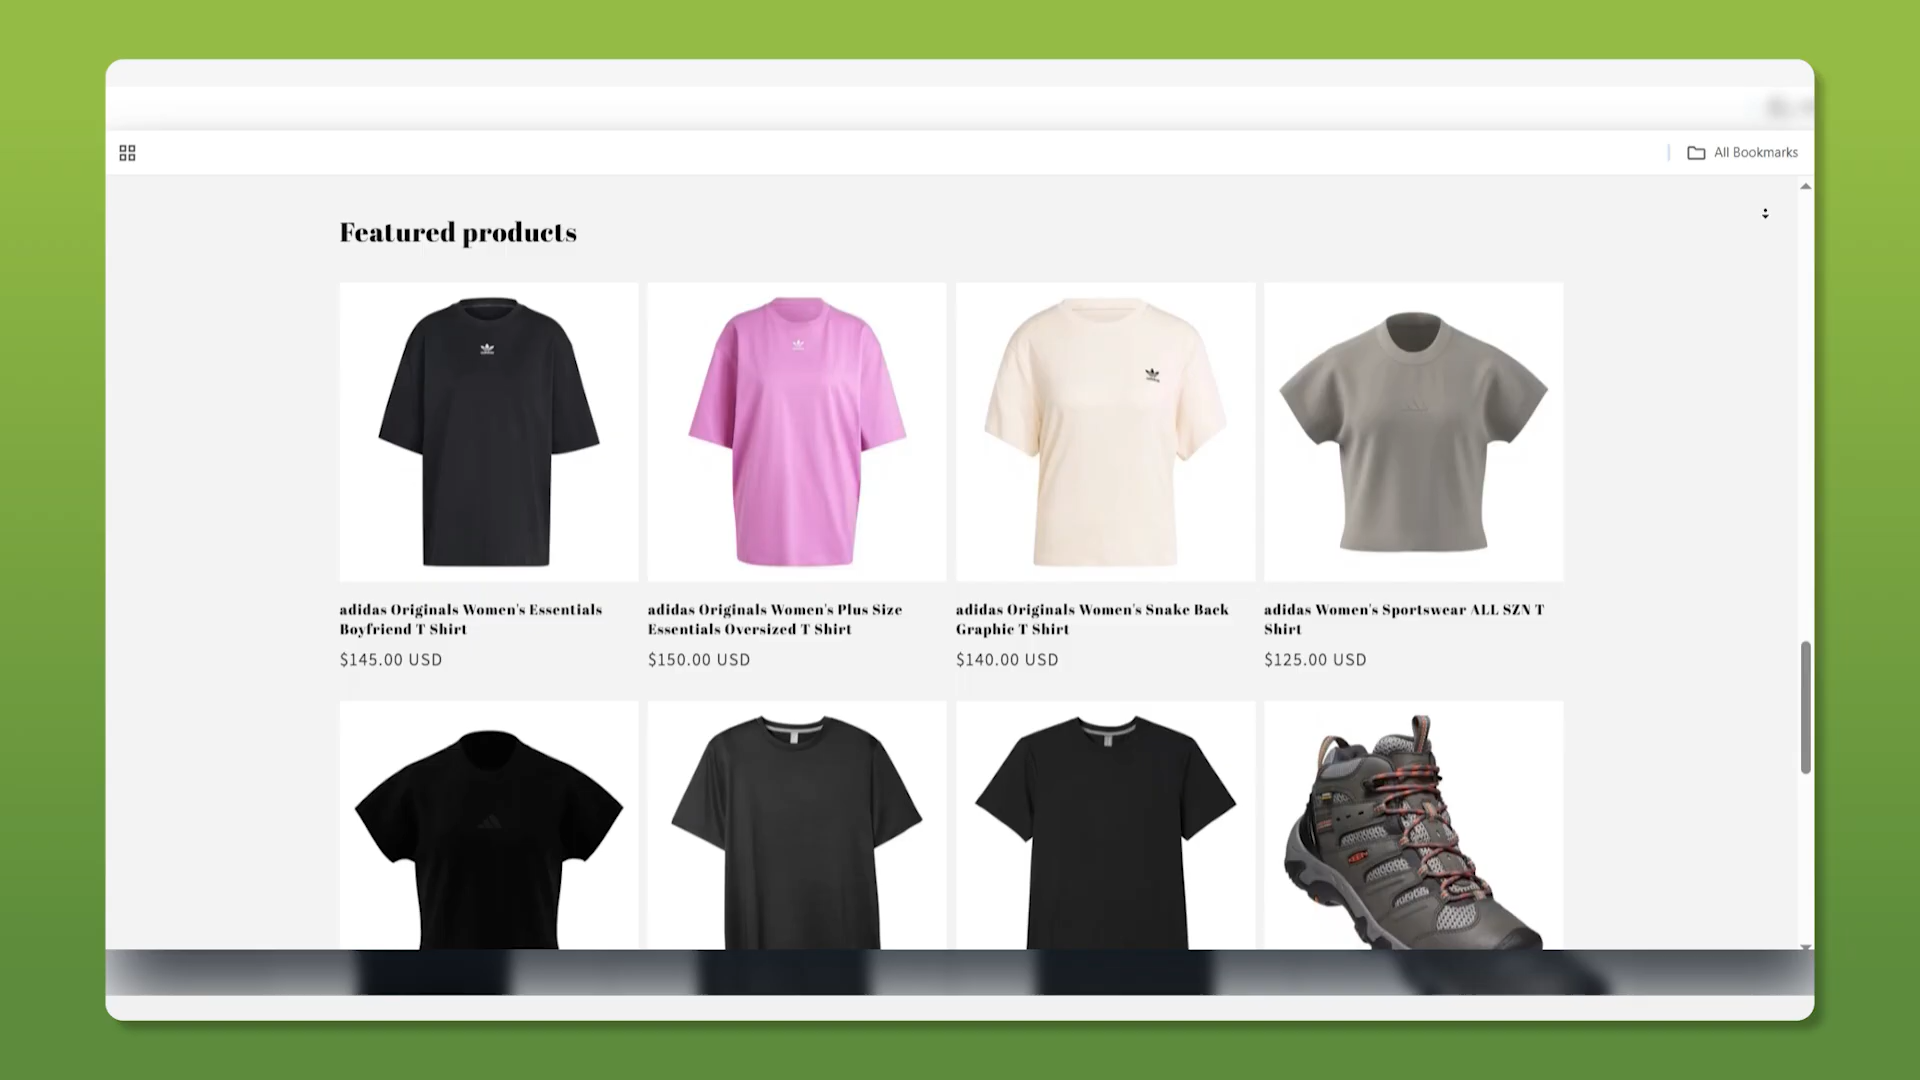 All Bookmarks
Featured products
adidas Originals Women's Essentials
Boyfriend T Shirt
$145.00 USD
adidas Originals Women's Plus Size
Essentials Oversized T Shirt
$150.00 USD
adidas Originals Women's Snake Back
Graphic T Shirt
$140.00 USD
adidas Women's Sportswear ALL SZN T
Shirt
$125.00 USD